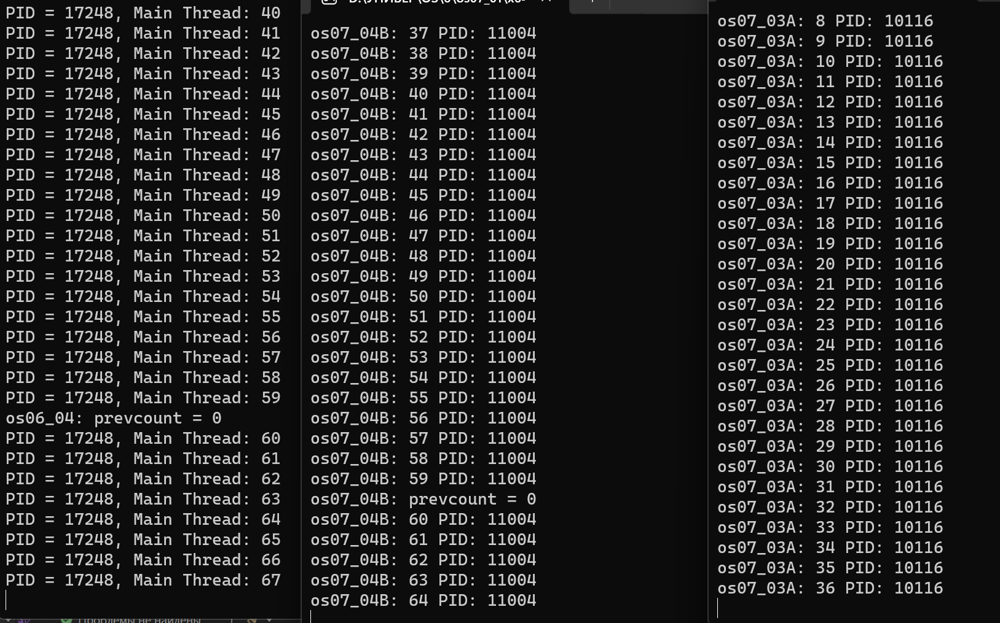 PID = 17248, Main Thread: 40
PID = 17248, Main Thread: 41
PID = 17248, Main Thread: 42
PID = 17248, Main Thread: 43
PID = 17248, Main Thread: 44
PID = 17248, Main Thread: 45
PID = 17248, Main Thread: 46
PID = 17248, Main Thread: 47
PID = 17248, Main Thread: 48
PID = 17248, Main Thread: 49
PID = 17248, Main Thread: 50
PID = 17248, Main Thread: 51
PID = 17248, Main Thread: 52
PID = 17248, Main Thread: 53
PID = 17248, Main Thread: 54
PID = 17248, Main Thread: 55
PID = 17248, Main Thread: 56
PID = 17248, Main Thread: 57
PID = 17248, Main Thread: 58
PID = 17248, Main Thread: 59
os06_04: prevcount = 0
PID = 17248, Main Thread: 60
PID = 17248, Main Thread: 61
PID = 17248, Main Thread: 62
PID = 17248, Main Thread: 63
PID = 17248, Main Thread: 64
PID = 17248, Main Thread: 65
PID = 17248, Main Thread: 66
PID = 17248, Main Thread: 67
Проблемы не найдены
os07_04B: 37 PID: 11004
os07_04B: 38 PID: 11004
os07_04B: 39 PID: 11004
os07_04B: 40 PID: 11004
os07_04B: 41 PID: 11004
os07_04B: 42 PID: 11004
os07_04B: 43 PID: 11004
os07_04B: 44 PID: 11004
os07_04B: 45 PID: 11004
os07_04B: 46 PID: 11004
os07_04B: 47 PID: 11004
os07_04B: 48 PID: 11004
os07_04B: 49 PID: 11004
os07_04B: 50 PID: 11004
os07_04B: 51 PID: 11004
os07_04B: 52 PID: 11004
os07_04B: 53 PID: 11004
os07_04B: 54 PID: 11004
os07_04B: 55 PID: 11004
os07_04B: 56 PID: 11004
os07_04B: 57 PID: 11004
os07_04B: 58 PID: 11004
os07_04B: 59 PID: 11004
os07_04B: prevcount = 0
os07_04B: 60 PID: 11004
os07_04B: 61 PID: 11004
os07_04B: 62 PID: 11004
os07_04B: 63 PID: 11004
os07_04B: 64 PID: 11004
os07_03A: 8 PID: 10116
os07_03A: 9 PID: 10116
os07_03A: 10 PID: 10116
os07_03A: 11 PID: 10116
os07_03A: 12 PID: 10116
os07_03A: 13 PID: 10116
os07_03A: 14 PID: 10116
os07_03A: 15 PID: 10116
os07_03A: 16 PID: 10116
os07_03A: 17 PID: 10116
os07_03A: 18 PID: 10116
os07_03A: 19 PID: 10116
os07_03A: 20 PID: 10116
os07_03A: 21 PID: 10116
os07_03A: 22 PID: 10116
os07_03A: 23 PID: 10116
os07_03A: 24 PID: 10116
os07_03A: 25 PID: 10116
os07_03A: 26 PID: 10116
os07_03A: 27 PID: 10116
os07_03A: 28 PID: 10116
os07_03A: 29 PID: 10116
os07_03A: 30 PID: 10116
os07_03A: 31 PID: 10116
os07_03A: 32 PID: 10116
os07_03A: 33 PID: 10116
os07_03A: 34 PID: 10116
os07_03A: 35 PID: 10116
os07_03A: 36 PID: 10116